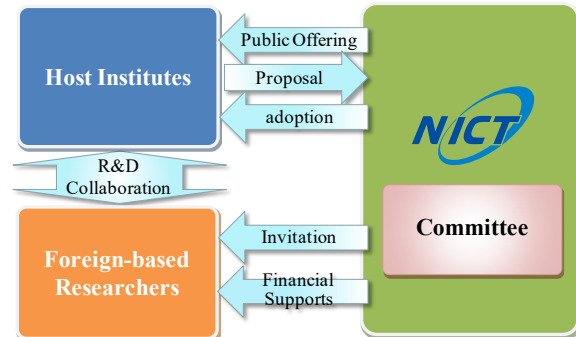 Public Offering
Host Institutes
Proposal
adoption
NICT
R&D
Collaboration
Committee
Invitation
Foreign-based
Researchers
Financial
Supports